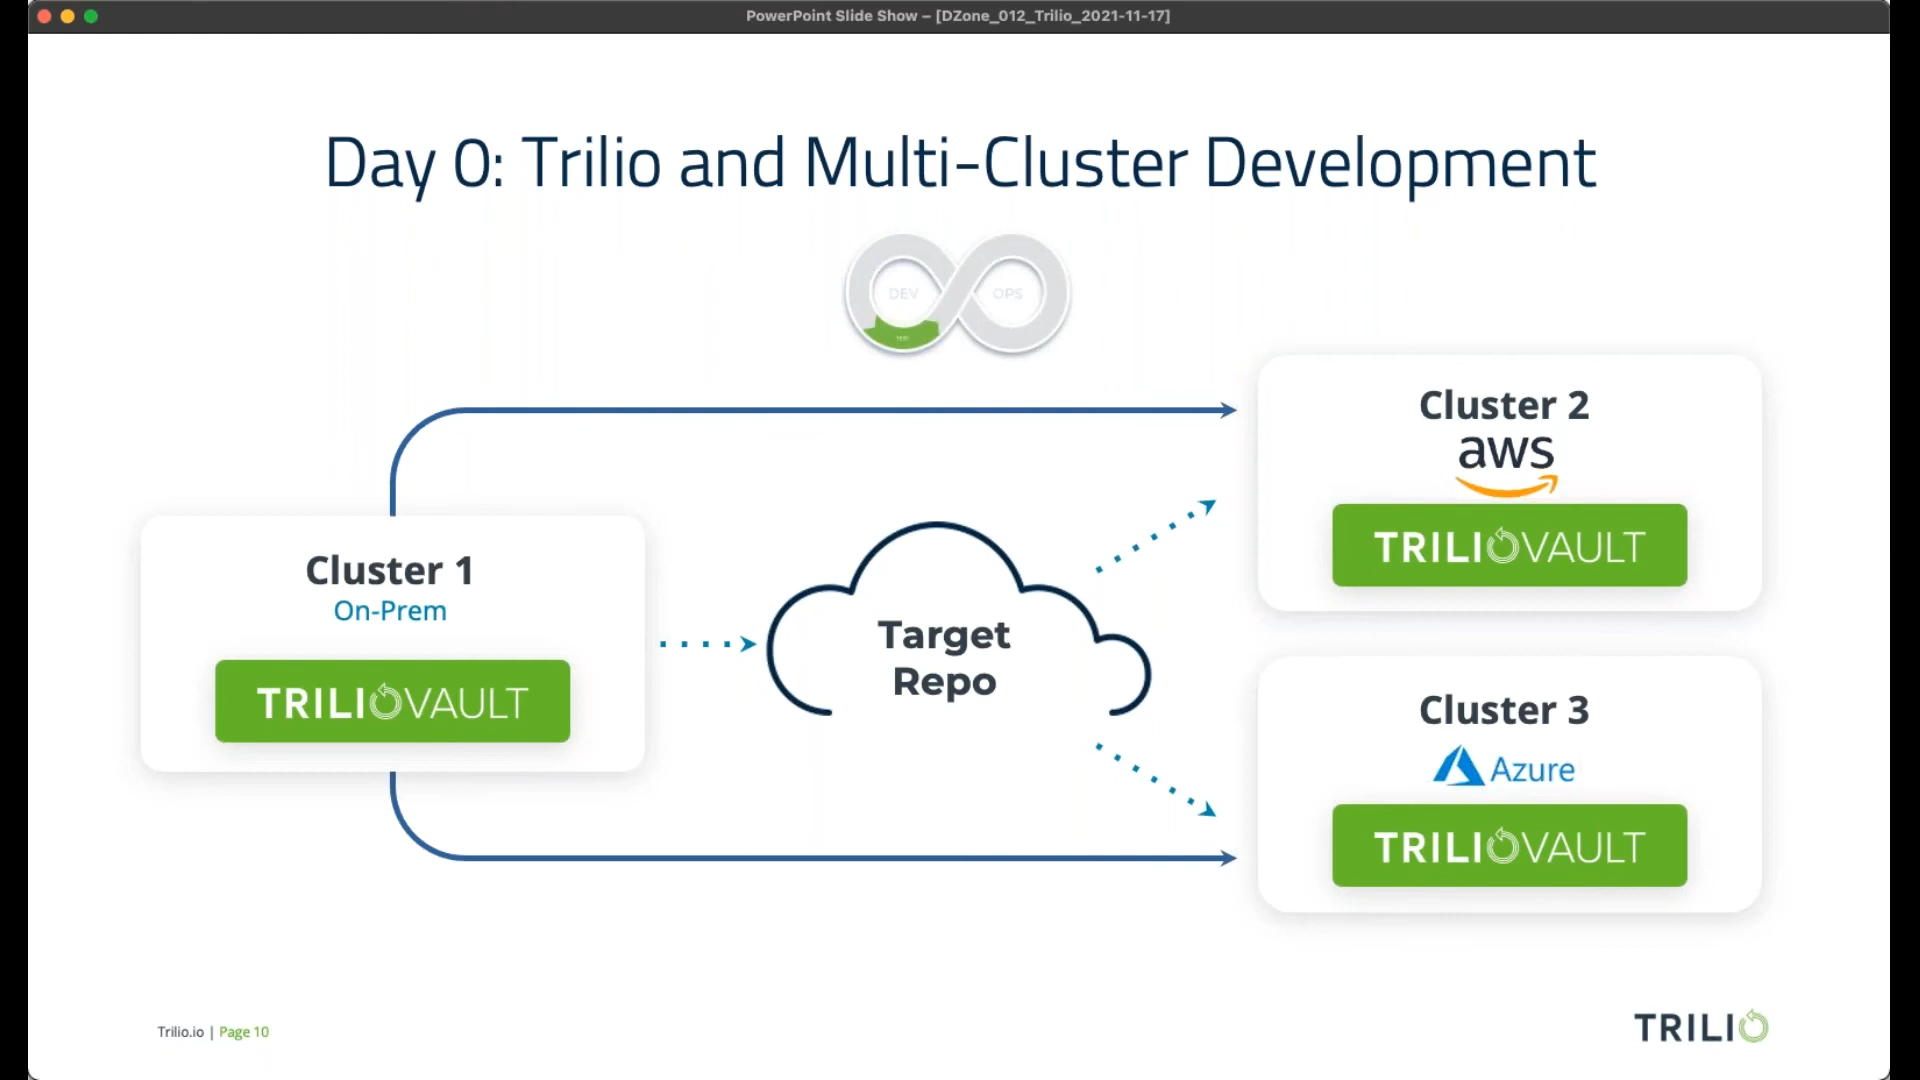 PowerPoint Slide Show – [DZone_012_Trilio_2021-11-17]
Day 0: Trilio and Multi-Cluster Development
DEV
OPS
TEST
Cluster 1
On-Prem
TRILIOVAULT
Target
Repo
Cluster 2
aws
TRILIOVAULT
Cluster 3
Azure
TRILIOVAULT
Trilio.io | Page 10
TRILIO